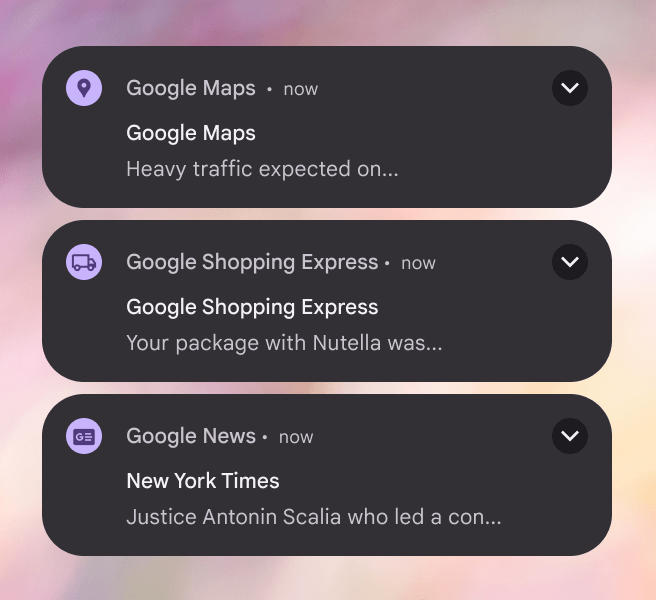 Google Maps • now
Google Maps
Heavy traffic expected on...
Google Shopping Express • now
Google Shopping Express
Your package with Nutella was...
GE
Google News • now
New York Times
Justice Antonin Scalia who led a con...